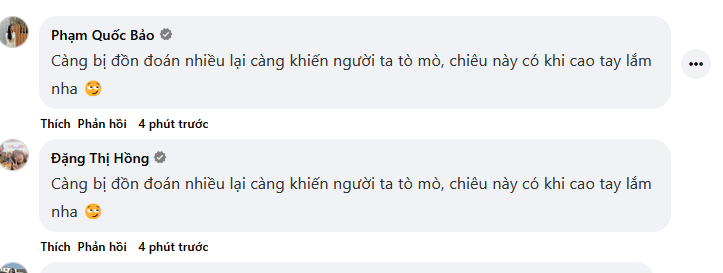 Phạm Quốc Bảo
Càng bị đồn đoán nhiều lại càng khiến người ta tò mò, chiêu này có khi cao tay lắm
nha 🙄
Thích Phản hồi 4 phút trước
Đặng Thị Hồng
Càng bị đồn đoán nhiều lại càng khiến người ta tò mò, chiêu này có khi cao tay lắm
nha 🙄
Thích Phản hồi 4 phút trước